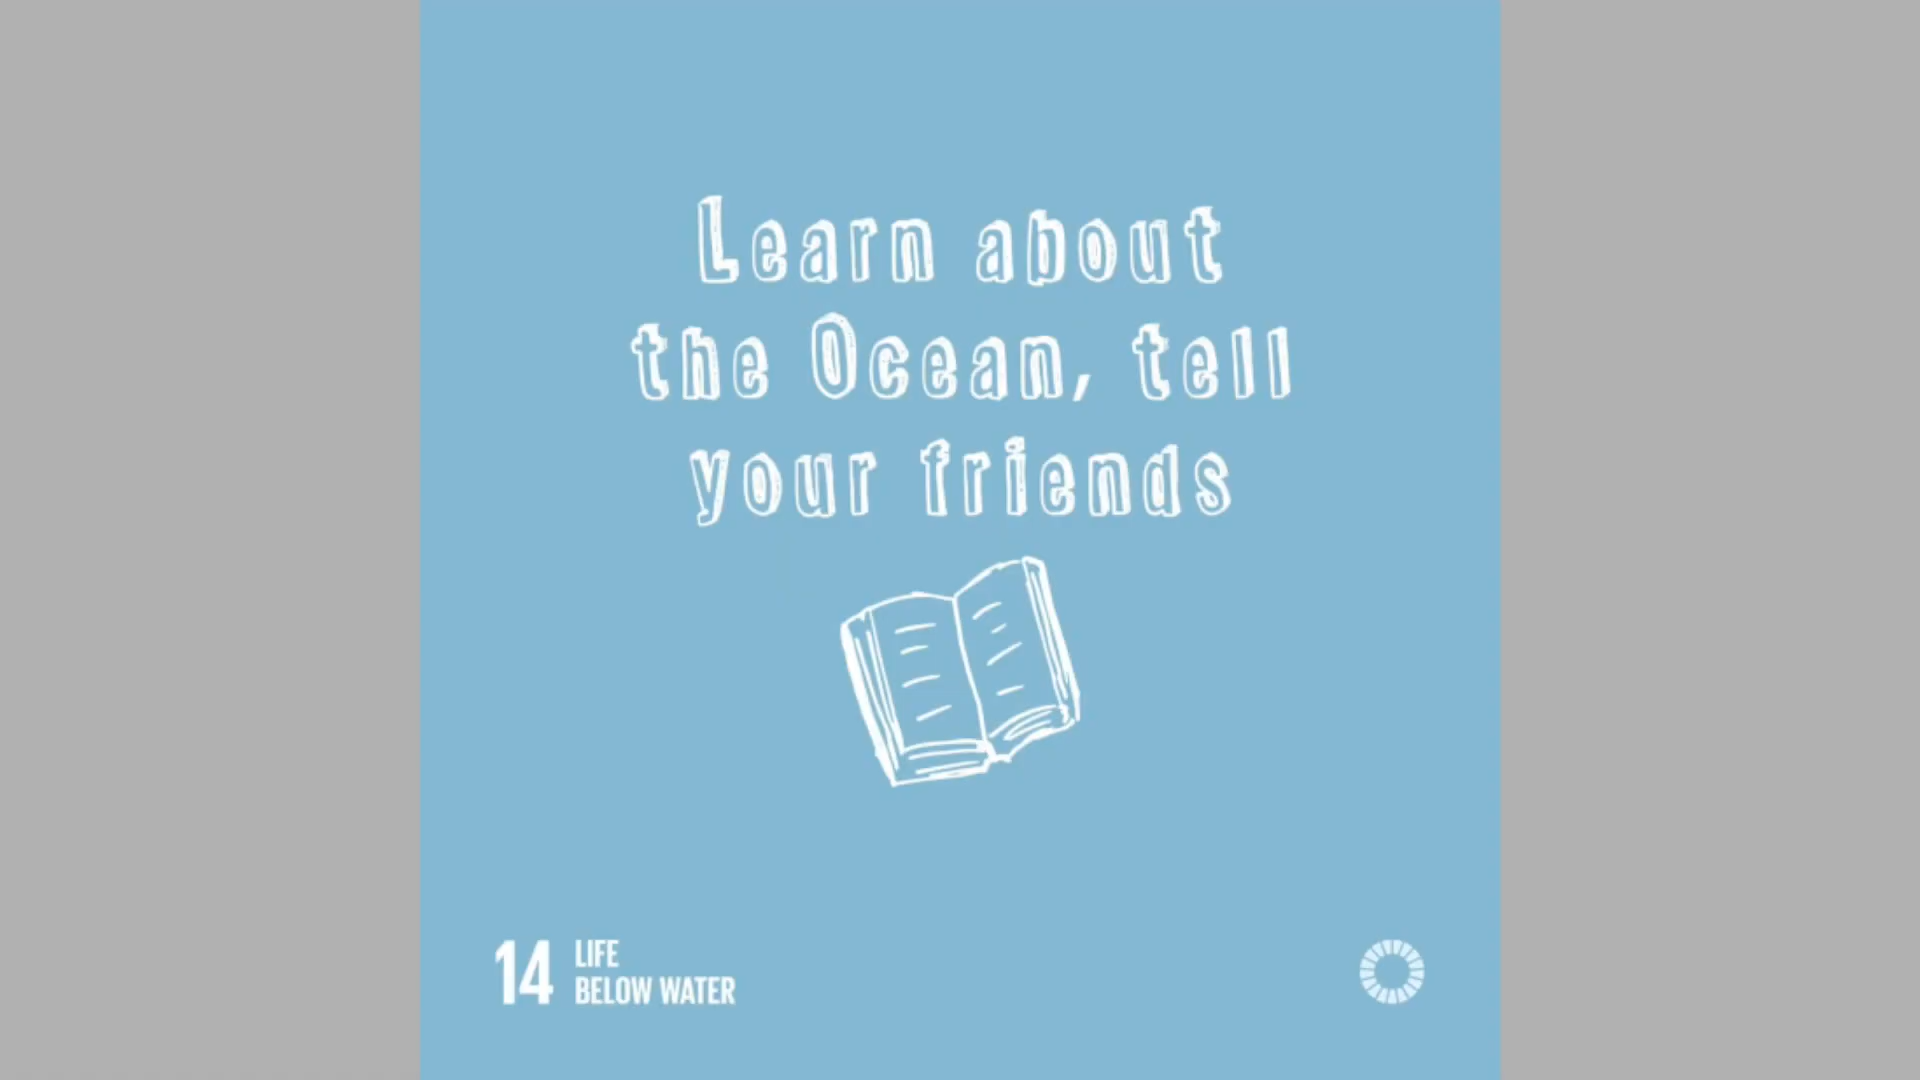 Learn about
the Ocean, tell
your friends
14 LIFE
BELOW WATER